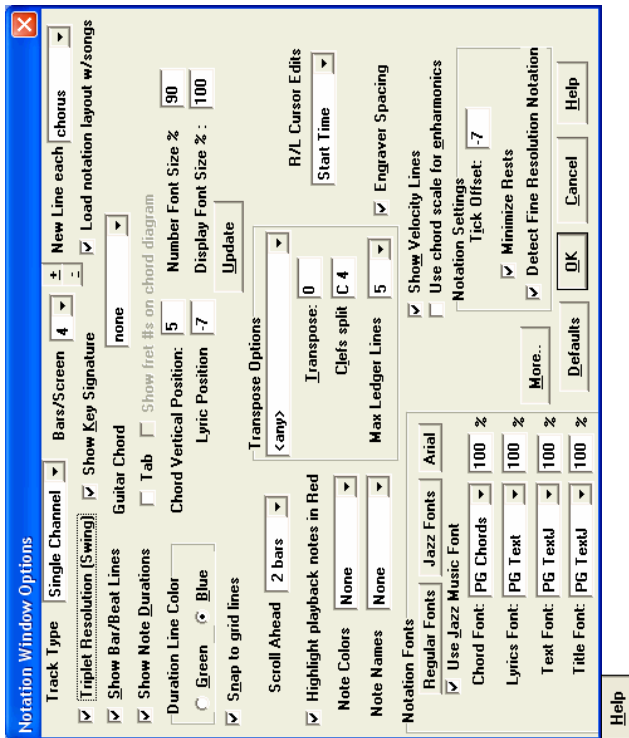 Notation Window Options
Track Type Single Channel Bars/Screen 4 + - New Line each chorus
Triplet Resolution (Swing) Show Key Signature Load notation layout w/songs
Show Bar/Beat Lines Guitar Chord none
Show Note Durations Tab Show fret #s on chord diagram
Duration Line Color
Green Blue
Chord Vertical Position: 5 Number Font Size % 90
Lyric Position -7 Display Font Size % : 100
Snap to grid lines Update
Scroll Ahead 2 bars
Transpose Options
<any>
Transpose: 0
Clefs split C 4
Max Ledger Lines 5
R/L Cursor Edits
Start Time
Engraver Spacing
Highlight playback notes in Red
Note Colors None
Note Names None
Notation Fonts
Regular Fonts Jazz Fonts Arial
Use Jazz Music Font
Chord Font: PG Chords 100 %
Lyrics Font: PG Text 100 %
Text Font: PG TextJ 100 %
Title Font: PG TextJ 100 %
Show Velocity Lines
Use chord scale for enharmonics
Notation Settings
Tick Offset: -7
Minimize Rests
Detect Fine Resolution Notation
More..
Defaults OK Cancel Help
Help